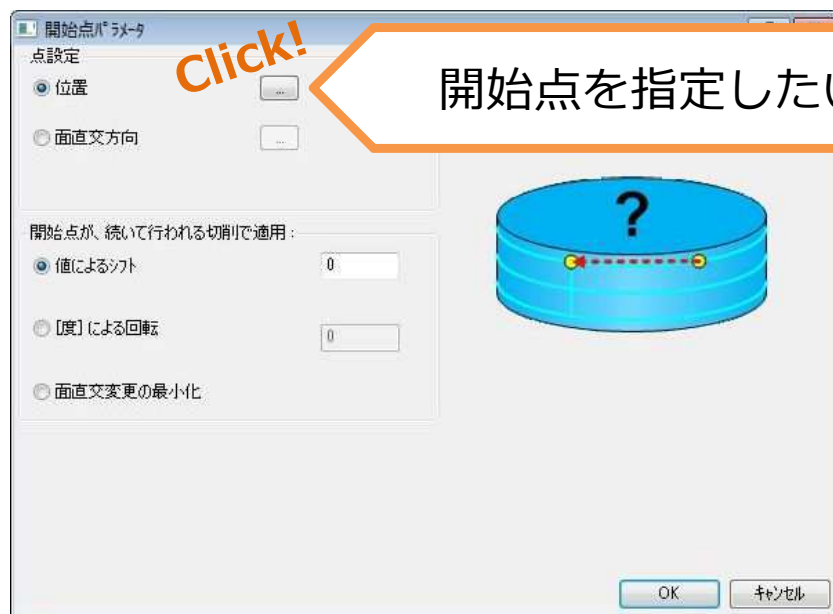 開始点パラメータ
点設定
Click!
位置
...
開始点を指定したい
面直交方向
...
?
開始点が、続いて行われる切削で適用:
値によるシフト
0
[度] による回転
0
面直交変更の最小化
OK
キャンセル